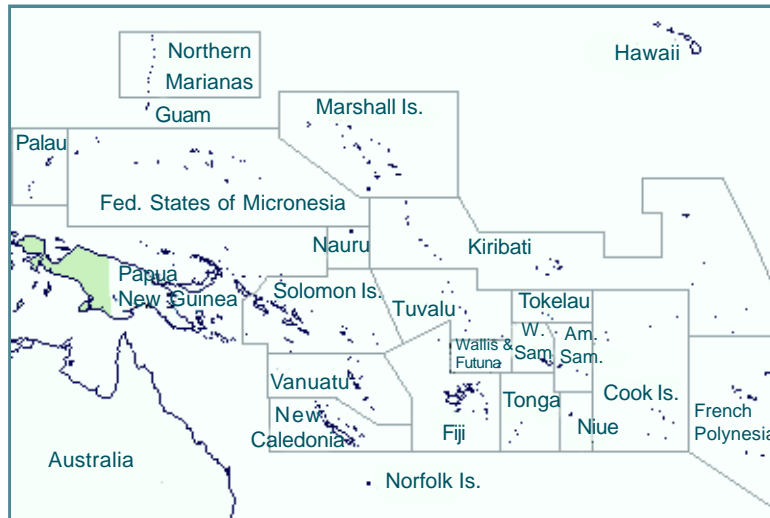 Northern
Marianas
Hawaii
Guam
Marshall Is.
Palau
Fed. States of Micronesia
Nauru
Kiribati
Papua
New Guinea
Solomon Is.
Tuvalu
Tokelau
Wallis &
Futuna
W.
Sam
Am.
Sam.
Vanuatu
New
Caledonia
Fiji
Tonga
Niue
Cook Is.
French
Polynesia
Australia
Norfolk Is.